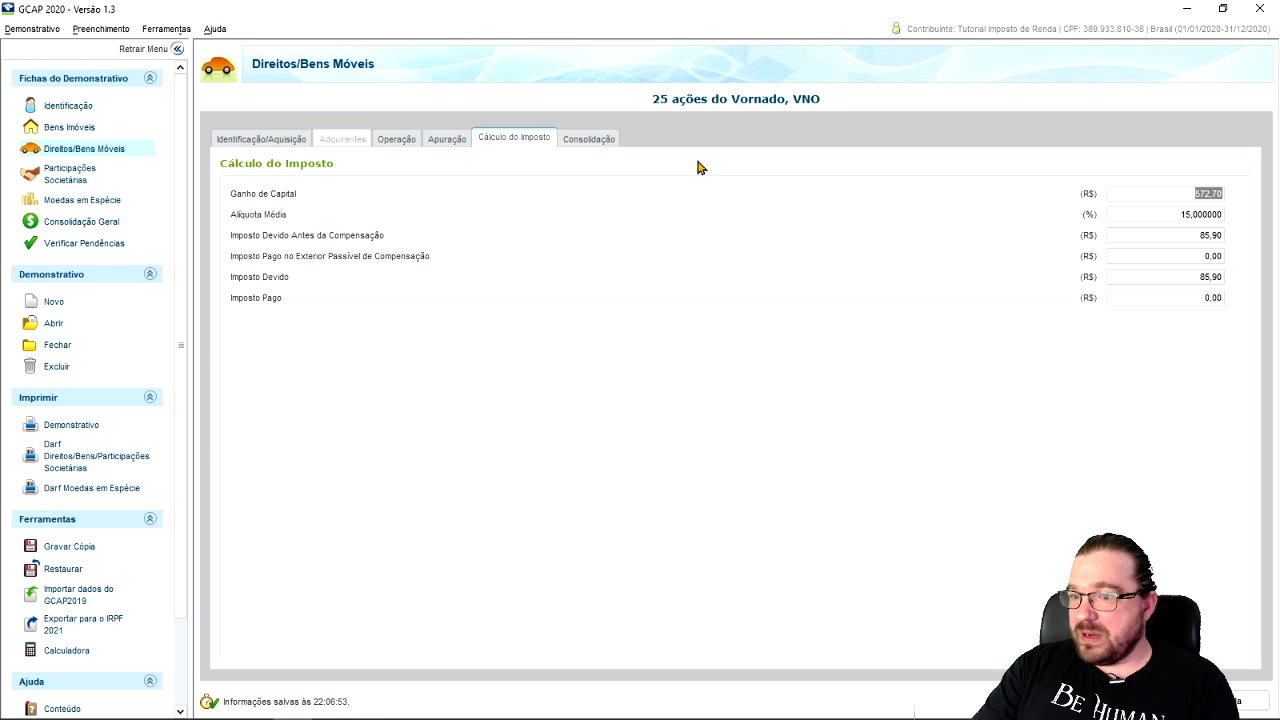 GCAP 2020 - Versão 1.3
Demonstrativo Preenchimento Ferramentas Ajuda
Contribuinte: Tutorial Imposto de Renda | CPF: 389.933.810-38 | Brasil (01/01/2020-31/12/2020)
Retrair Menu
Fichas do Demonstrativo
Identificação
Bens Imóveis
Direitos/Bens Móveis
Participações
Societárias
Moedas em Espécie
Consolidação Geral
Verificar Pendências
Demonstrativo
Novo
Abrir
Fechar
Excluir
Imprimir
Demonstrativo
Darf
Direitos/Bens/Participações
Societárias
Darf Moedas em Espécie
Ferramentas
Gravar Cópia
Restaurar
Importar dados do
GCAP2019
Exportar para o IRPF
2021
Calculadora
Ajuda
Conteúdo
Direitos/Bens Móveis
25 ações do Vornado, VNO
Identificação/Aquisição Adquirentes Operação Apuração Cálculo do Imposto Consolidação
Cálculo do Imposto
Ganho de Capital (R$) 572,70
Alíquota Média (%) 15,000000
Imposto Devido Antes da Compensação (R$) 85,90
Imposto Pago no Exterior Passível de Compensação (R$) 0,00
Imposto Devido (R$) 85,90
Imposto Pago (R$) 0,00
Informações salvas às 22:06:53.
BE HUMAN